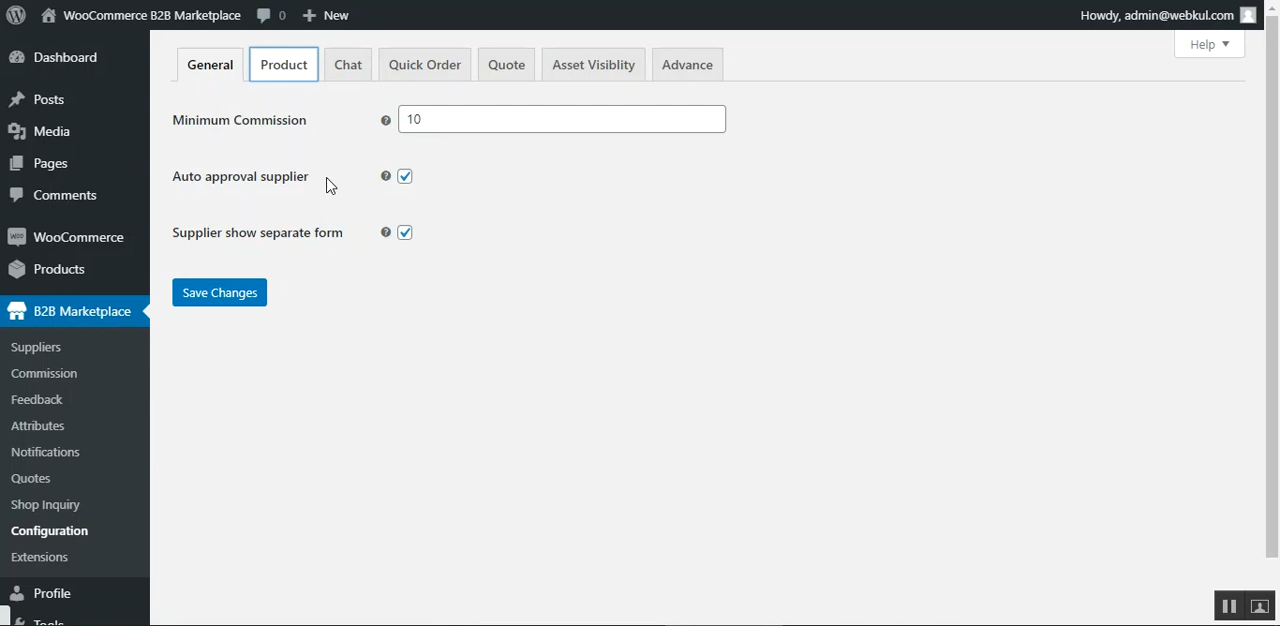 WooCommerce B2B Marketplace 0 New Howdy, admin@webkul.com
Help
Dashboard
Posts
Media
Pages
Comments
WooCommerce
Products
B2B Marketplace
Suppliers
Commission
Feedback
Attributes
Notifications
Quotes
Shop Inquiry
Configuration
Extensions
Profile
Tools
General Product Chat Quick Order Quote Asset Visiblity Advance
Minimum Commission 10
Auto approval supplier
Supplier show separate form
Save Changes